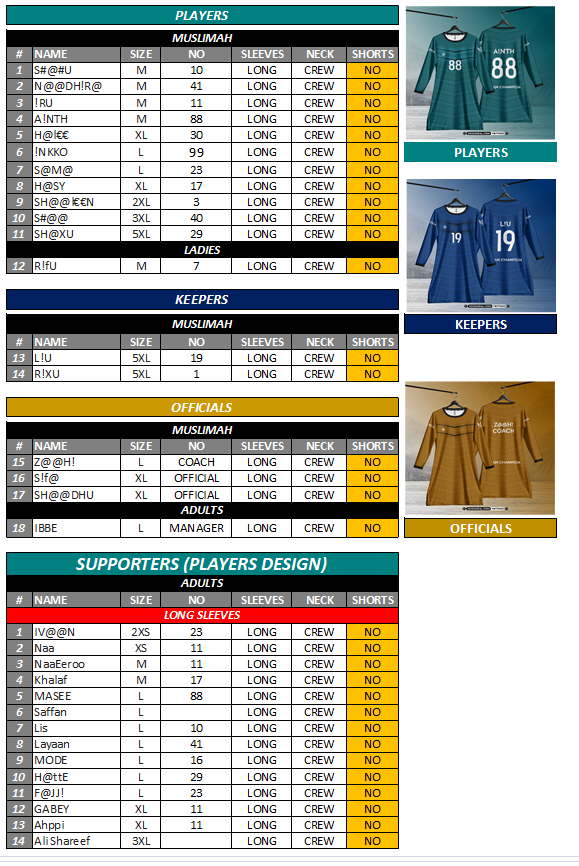 PLAYERS
MUSLIMAH
# NAME SIZE NO SLEEVES NECK SHORTS
1 S#@#U M 10 LONG CREW NO
2 N@@DH!R@ M 41 LONG CREW NO
3 !RU M 11 LONG CREW NO
4 A!NTH M 88 LONG CREW NO
5 H@l€€ XL 30 LONG CREW NO
6 !NKKO L 99 LONG CREW NO
7 S@M@ L 23 LONG CREW NO
8 H@SY XL 17 LONG CREW NO
9 SH@@l€€N 2XL 3 LONG CREW NO
10 S#@@ 3XL 40 LONG CREW NO
11 SH@XU 5XL 29 LONG CREW NO
LADIES
12 R!fU M 7 LONG CREW NO
88
A!NTH
88
MR CHAMPION
PLAYERS
KEEPERS
MUSLIMAH
# NAME SIZE NO SLEEVES NECK SHORTS
13 L!U 5XL 19 LONG CREW NO
14 R!XU 5XL 1 LONG CREW NO
19
L!U
19
MR CHAMPION
KEEPERS
OFFICIALS
MUSLIMAH
# NAME SIZE NO SLEEVES NECK SHORTS
15 Z@@H! L COACH LONG CREW NO
16 S!f@ XL OFFICIAL LONG CREW NO
17 SH@@DHU XL OFFICIAL LONG CREW NO
ADULTS
18 IBBE L MANAGER LONG CREW NO
Z@@H!
COACH
MR CHAMPION
OFFICIALS
SUPPORTERS (PLAYERS DESIGN)
ADULTS
# NAME SIZE NO SLEEVES NECK SHORTS
LONG SLEEVES
1 IV@@N 2XS 23 LONG CREW NO
2 Naa XS 11 LONG CREW NO
3 NaaEeroo M 11 LONG CREW NO
4 Khalaf M 17 LONG CREW NO
5 MASEE L 88 LONG CREW NO
6 Saffan L LONG CREW NO
7 Lis L 10 LONG CREW NO
8 Layaan L 41 LONG CREW NO
9 MODE L 16 LONG CREW NO
10 H@ttE L 29 LONG CREW NO
11 F@JJ! L 23 LONG CREW NO
12 GABEY XL 11 LONG CREW NO
13 Ahppi XL 11 LONG CREW NO
14 Ali Shareef 3XL LONG CREW NO